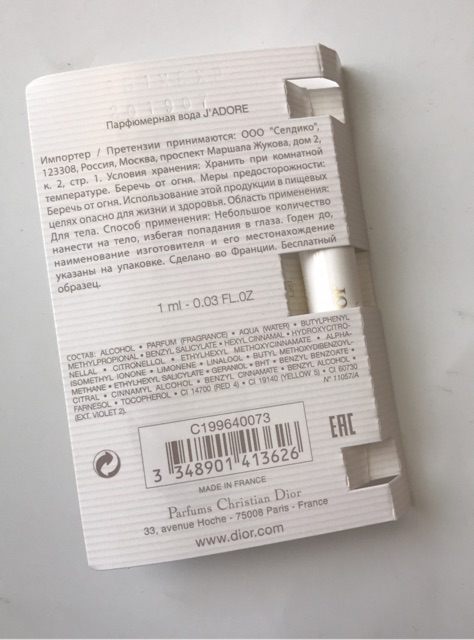 Парфюмерная вода J'ADORE
Импортер / Претензии принимаются: ООО "Селдико",
123308, Россия, Москва, проспект Маршала Жукова, дом 2,
к. 2, стр. 1. Условия хранения: Хранить при комнатной
температуре. Беречь от огня. Меры предосторожности:
Беречь от огня. Использование этой продукции в пищевых
целях опасно для жизни и здоровья. Область применения:
Для тела. Способ применения: Небольшое количество
нанести на тело, избегая попадания в глаза. Годен до,
наименование изготовителя и его местонахождение
указаны на упаковке. Сделано во Франции. Бесплатный
образец.
1 ml - 0.03 FL.OZ
СОСТАВ: ALCOHOL • PARFUM (FRAGRANCE) • AQUA (WATER) • BUTYLPHENYL
METHYLPROPIONAL • BENZYL SALICYLATE • HEXYL CINNAMAL • HYDROXYCITRO-
NELLAL • CITRONELLOL • ETHYLHEXYL METHOXYCINNAMATE • ALPHA-
ISOMETHYL IONONE • LIMONENE • LINALOOL • BUTYL METHOXYDIBENZOYL-
METHANE • ETHYLHEXYL SALICYLATE • GERANIOL • BHT • BENZYL BENZOATE •
CITRAL • CINNAMYL ALCOHOL • BENZYL CINNAMATE • BENZYL ALCOHOL •
FARNESOL • TOCOPHEROL • CI 14700 (RED 4) • CI 19140 (YELLOW 5) • CI 60730
(EXT. VIOLET 2). N° 11057/A
C199640073
EAC
3 348901 413626
MADE IN FRANCE
Parfums Christian Dior
33, avenue Hoche - 75008 Paris - France
www.dior.com